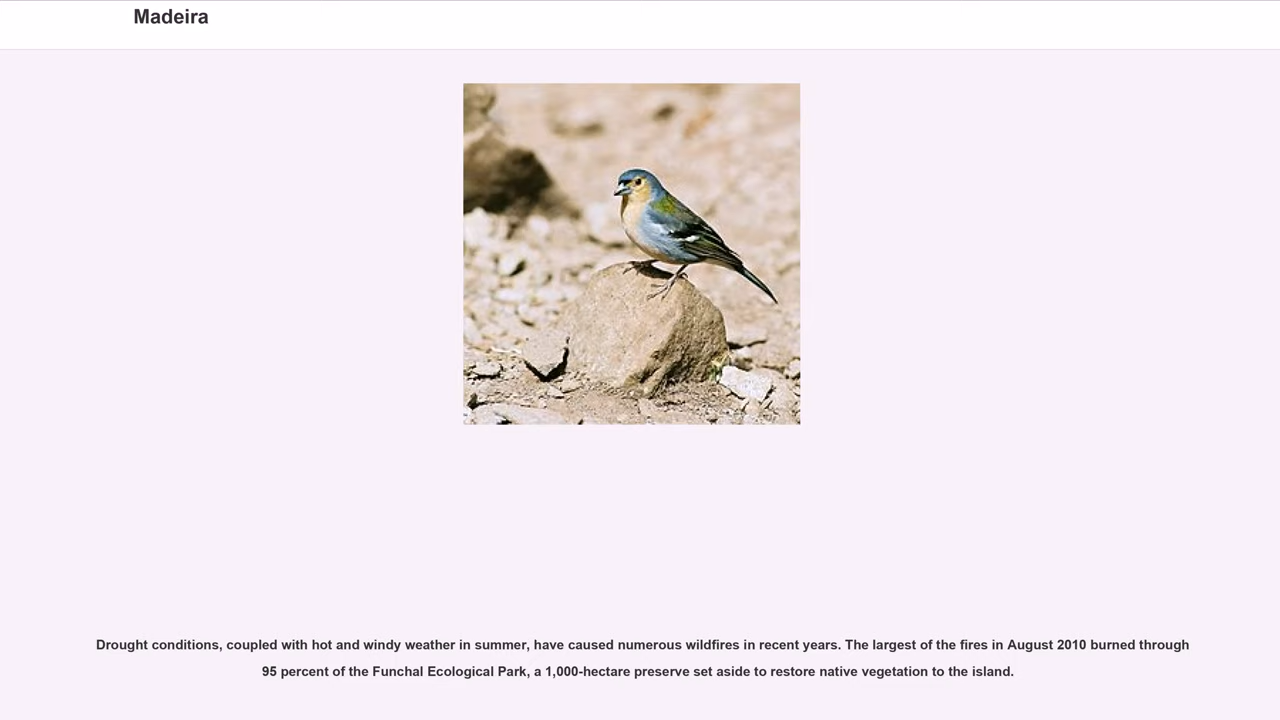 Madeira
Drought conditions, coupled with hot and windy weather in summer, have caused numerous wildfires in recent years. The largest of the fires in August 2010 burned through
95 percent of the Funchal Ecological Park, a 1,000-hectare preserve set aside to restore native vegetation to the island.